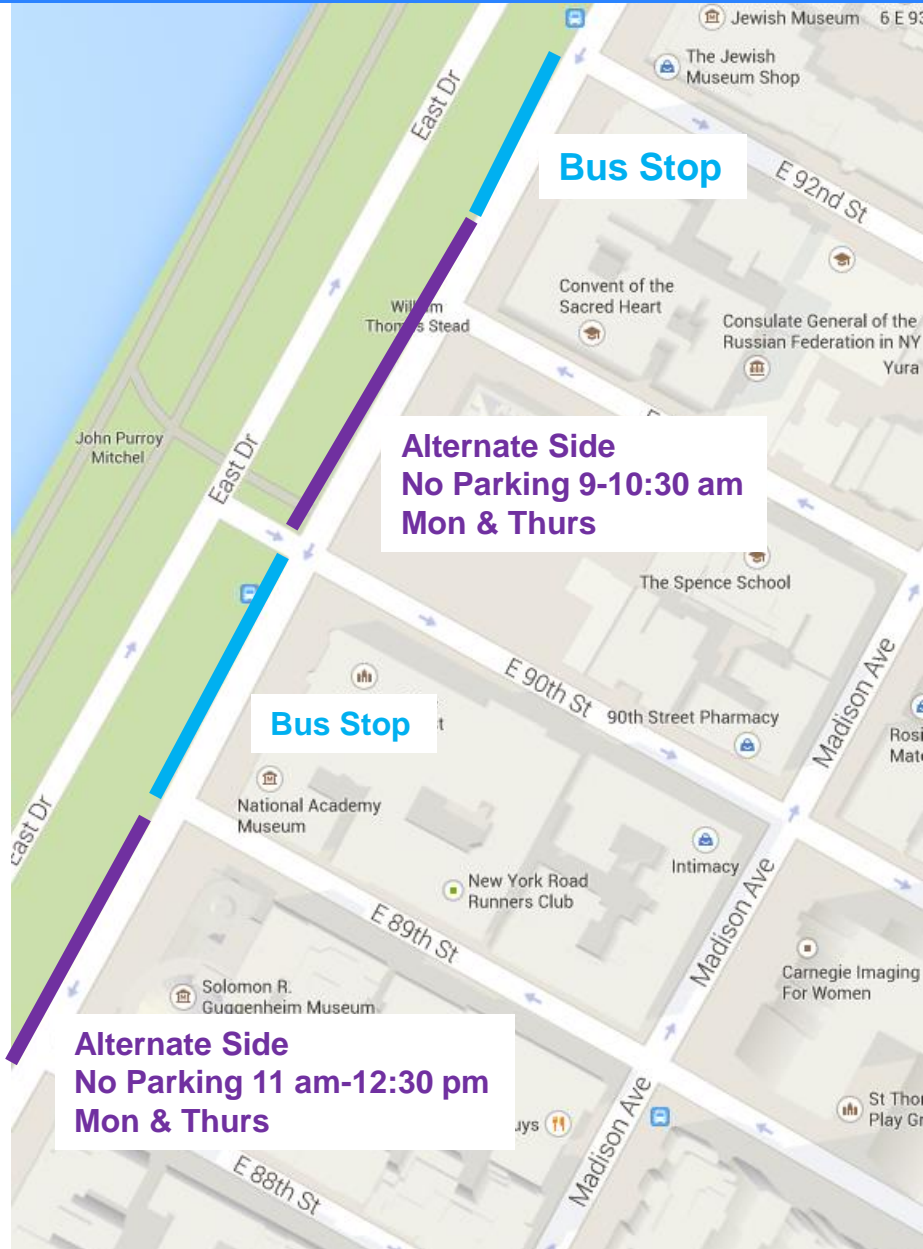 Jewish Museum
6 E 93
The Jewish
Museum Shop
East Dr
Bus Stop
E 92nd St
Convent of the
Sacred Heart
Consulate General of the
Russian Federation in NY
Yura
Thomas Stead
Alternate Side
No Parking 9-10:30 am
Mon & Thurs
John Purroy
Mitchel
East Dr
The Spence School
E 90th St
90th Street Pharmacy
Madison Ave
Bus Stop
National Academy
Museum
East Dr
Intimacy
New York Road
Runners Club
E 89th St
Madison Ave
Carnegie Imaging
For Women
Solomon R.
Guggenheim Museum
Alternate Side
No Parking 11 am-12:30 pm
Mon & Thurs
Madison Ave
E 88th St